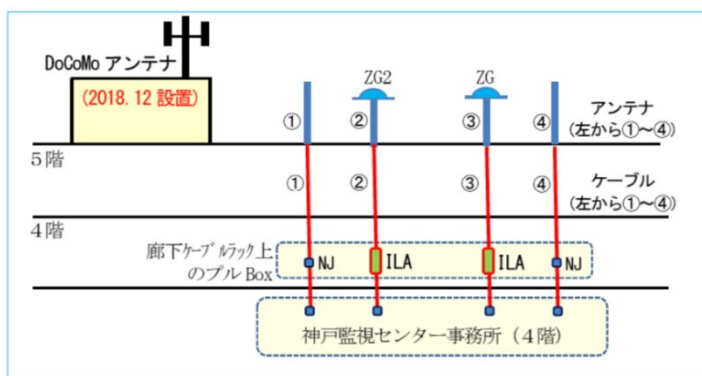 DoCoMo アンテナ
(2018.12 設置)
ZG2
ZG
① ② ③ ④
アンテナ
(左から①～④)
5階
① ② ③ ④
ケーブル
(左から①～④)
4階
廊下ｹｰﾌﾞﾙラック上
のプル Box
NJ ILA ILA NJ
神戸監視センター事務所（4階）